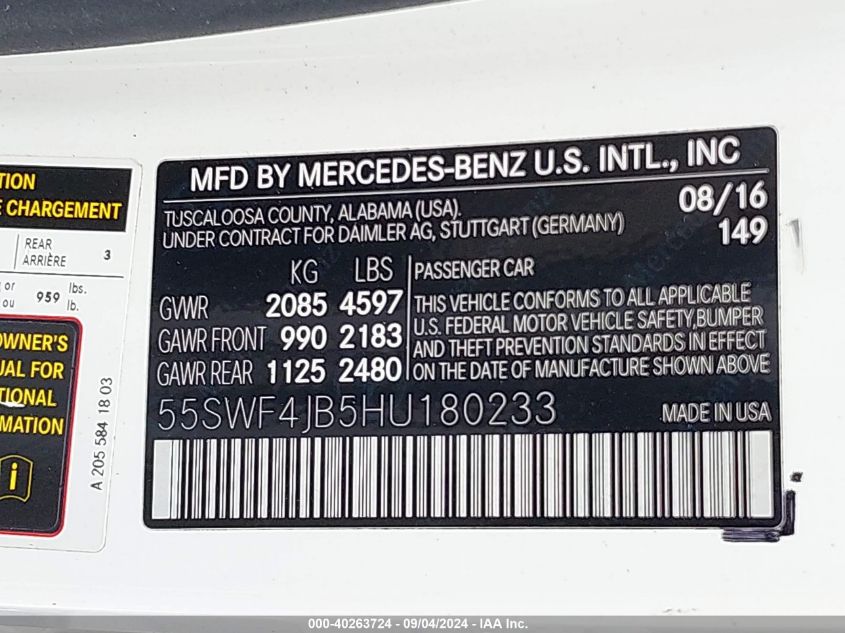 TION
E CHARGEMENT
REAR
ARRIÈRE 3
or
ou 959 lbs.
lb.
OWNER'S
UAL FOR
TIONAL
MATION
i
A 205 584 18 03
MFD BY MERCEDES-BENZ U.S. INTL., INC
TUSCALOOSA COUNTY, ALABAMA (USA).
UNDER CONTRACT FOR DAIMLER AG, STUTTGART (GERMANY)
08/16
149
KG LBS
GVWR 2085 4597
GAWR FRONT 990 2183
GAWR REAR 1125 2480
PASSENGER CAR
THIS VEHICLE CONFORMS TO ALL APPLICABLE
U.S. FEDERAL MOTOR VEHICLE SAFETY,BUMPER
AND THEFT PREVENTION STANDARDS IN EFFECT
ON THE DATE OF MANUFACTURE SHOWN ABOVE
55SWF4JB5HU180233 MADE IN USA
000-40263724 - 09/04/2024 - IAA Inc.